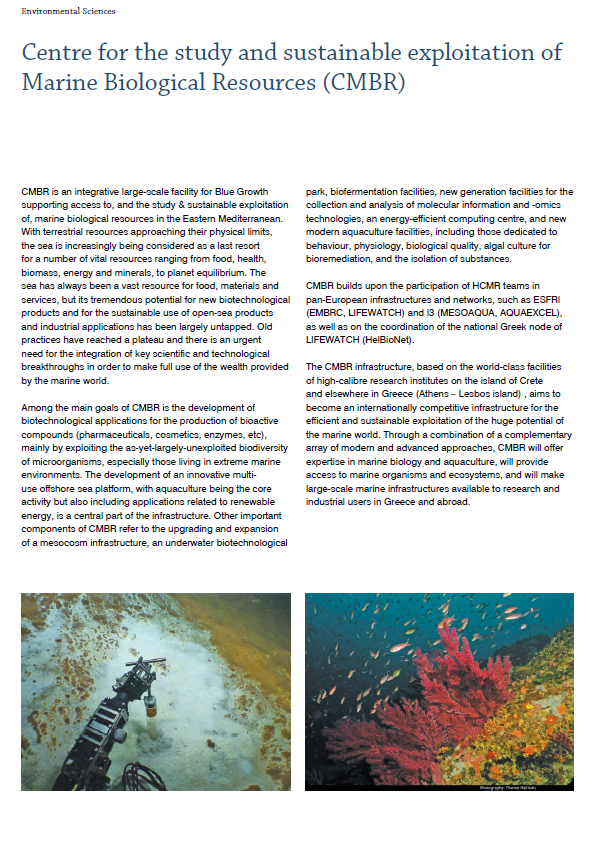 Environmental Sciences
Centre for the study and sustainable exploitation of
Marine Biological Resources (CMBR)
CMBR is an integrative large-scale facility for Blue Growth
supporting access to, and the study & sustainable exploitation
of, marine biological resources in the Eastern Mediterranean.
With terrestrial resources approaching their physical limits,
the sea is increasingly being considered as a last resort
for a number of vital resources ranging from food, health,
biomass, energy and minerals, to planet equilibrium. The
sea has always been a vast resource for food, materials and
services, but its tremendous potential for new biotechnological
products and for the sustainable use of open-sea products
and industrial applications has been largely untapped. Old
practices have reached a plateau and there is an urgent
need for the integration of key scientific and technological
breakthroughs in order to make full use of the wealth provided
by the marine world.
Among the main goals of CMBR is the development of
biotechnological applications for the production of bioactive
compounds (pharmaceuticals, cosmetics, enzymes, etc),
mainly by exploiting the as-yet-largely-unexploited biodiversity
of microorganisms, especially those living in extreme marine
environments. The development of an innovative multi-
use offshore sea platform, with aquaculture being the core
activity but also including applications related to renewable
energy, is a central part of the infrastructure. Other important
components of CMBR refer to the upgrading and expansion
of a mesocosm infrastructure, an underwater biotechnological
park, biofermentation facilities, new generation facilities for the
collection and analysis of molecular information and -omics
technologies, an energy-efficient computing centre, and new
modern aquaculture facilities, including those dedicated to
behaviour, physiology, biological quality, algal culture for
bioremediation, and the isolation of substances.
CMBR builds upon the participation of HCMR teams in
pan-European infrastructures and networks, such as ESFRI
(EMBRC, LIFEWATCH) and I3 (MESOAQUA, AQUAEXCEL),
as well as on the coordination of the national Greek node of
LIFEWATCH (HelBioNet).
The CMBR infrastructure, based on the world-class facilities
of high-calibre research institutes on the island of Crete
and elsewhere in Greece (Athens – Lesbos island) , aims to
become an internationally competitive infrastructure for the
efficient and sustainable exploitation of the huge potential of
the marine world. Through a combination of a complementary
array of modern and advanced approaches, CMBR will offer
expertise in marine biology and aquaculture, will provide
access to marine organisms and ecosystems, and will make
large-scale marine infrastructures available to research and
industrial users in Greece and abroad.
Photography: